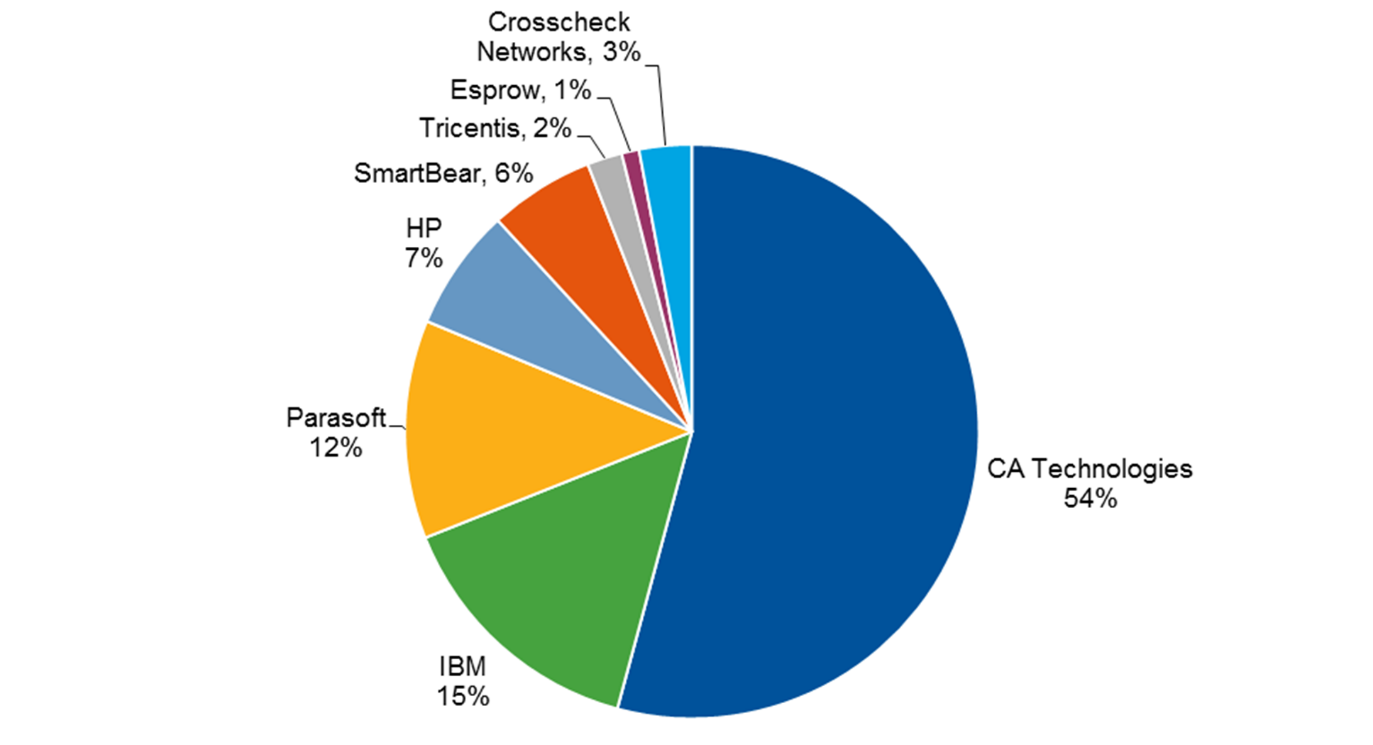 Crosscheck
Networks, 3%
Esprow, 1%
Tricentis, 2%
SmartBear, 6%
HP
7%
Parasoft
12%
CA Technologies
54%
IBM
15%